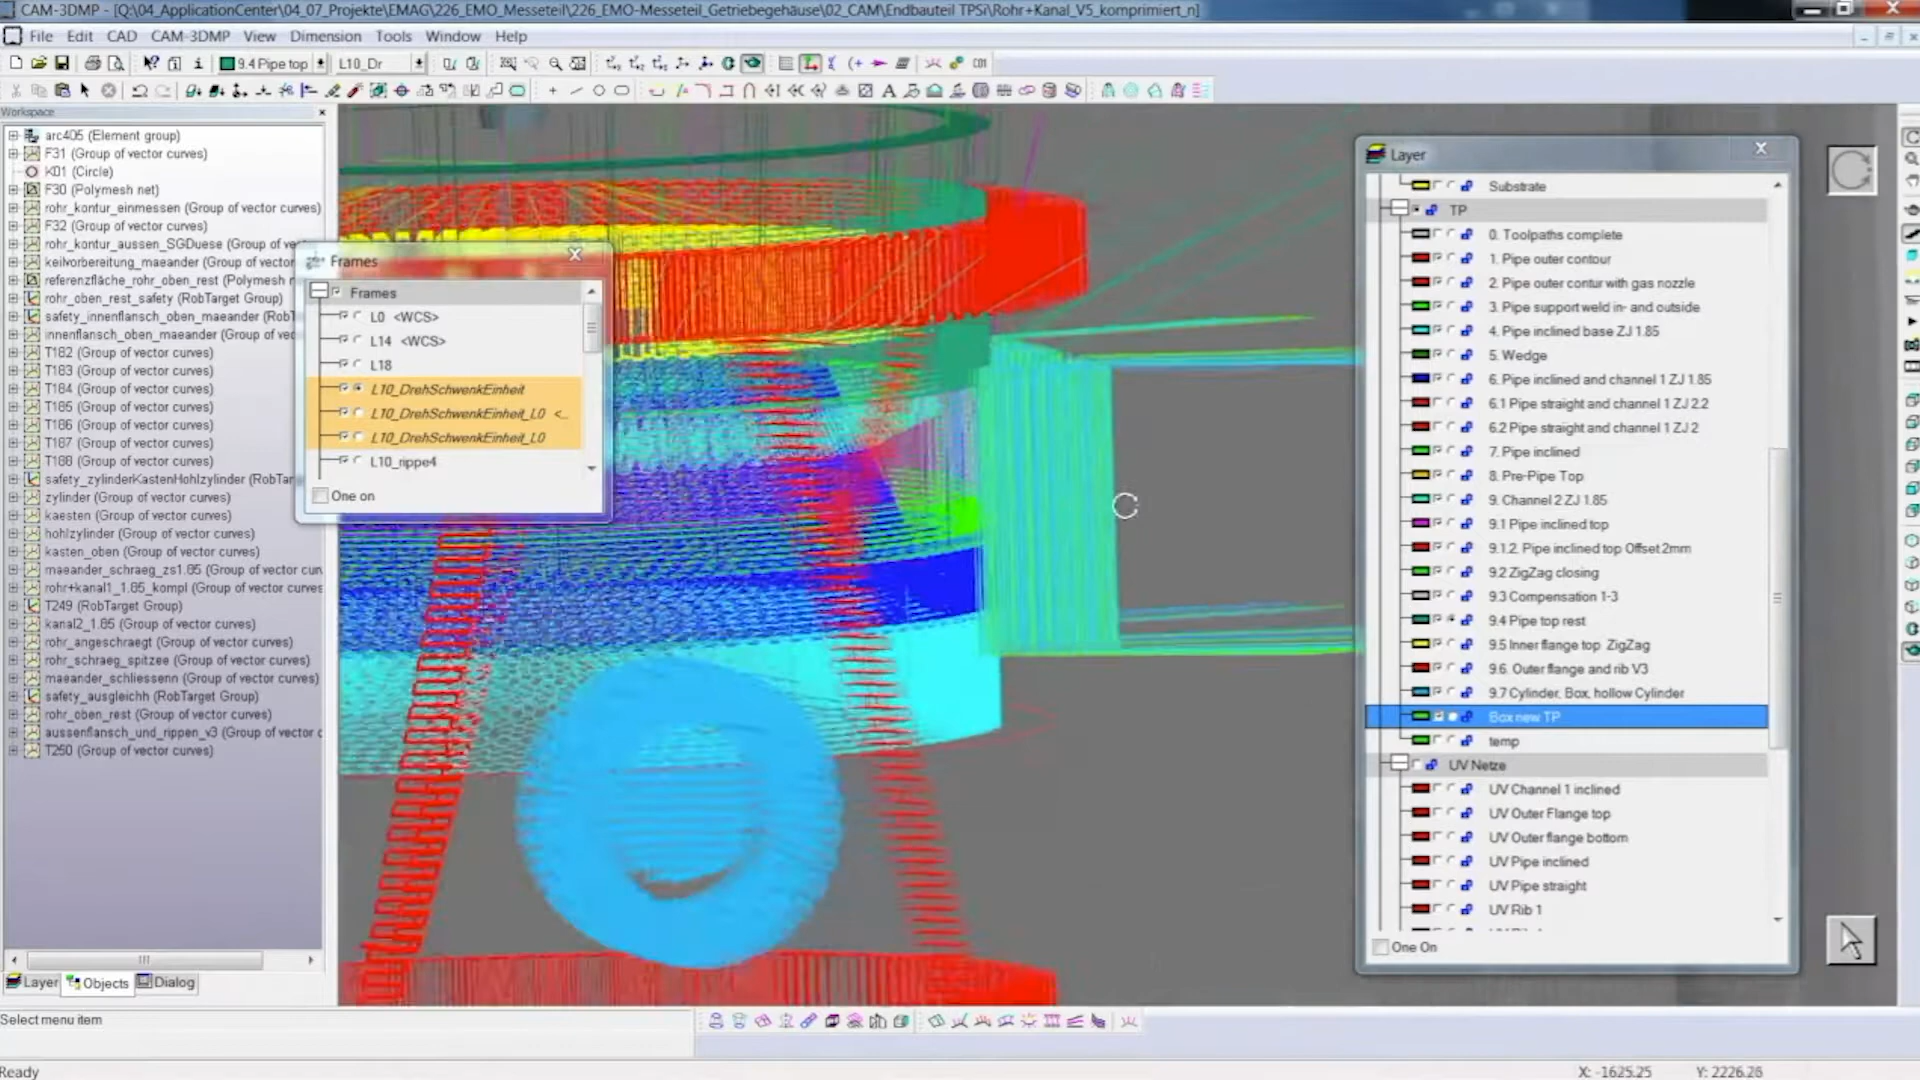 CAM-3DMP - [Q:\04_ApplicationCenter\04_07_Projekte\EMAG\226_EMO_Messeteil\226_EMO-Messeteil_Getriebegehäuse\02_CAM\Endbauteil TPSi\Rohr+Kanal_V5_komprimiert_n]
File Edit CAD CAM-3DMP View Dimension Tools Window Help
9.4 Pipe top L10_Dr
Workspace
arc405 (Element group)
F31 (Group of vector curves)
K01 (Circle)
F30 (Polymesh net)
rohr_kontur_einmessen (Group of vector curves)
F32 (Group of vector curves)
rohr_kontur_aussen_SGDuese (Group of vec
keilvorbereitung_maeander (Group of vector
referenzfläche_rohr_oben_rest (Polymesh n
rohr_oben_rest_safety (RobTarget Group)
safety_innenflansch_oben_maeander (RobT
innenflansch_oben_maeander (Group of vect
T182 (Group of vector curves)
T183 (Group of vector curves)
T184 (Group of vector curves)
T185 (Group of vector curves)
T186 (Group of vector curves)
T187 (Group of vector curves)
T188 (Group of vector curves)
safety_zylinderKastenHohlzylinder (RobTar
zylinder (Group of vector curves)
kaesten (Group of vector curves)
hohlzylinder (Group of vector curves)
kasten_oben (Group of vector curves)
maeander_schraeg_zs1.85 (Group of vector cur
rohr+kanal1_1.85_kompl (Group of vector curves
T249 (RobTarget Group)
kanal2_1.85 (Group of vector curves)
rohr_angeschraegt (Group of vector curves)
rohr_schraeg_spitzee (Group of vector curves)
maeander_schliessenn (Group of vector curves)
safety_ausgleichh (RobTarget Group)
rohr_oben_rest (Group of vector curves)
aussenflansch_und_rippen_v3 (Group of vector c
T250 (Group of vector curves)
Layer Objects Dialog
Frames
Frames
L0 <WCS>
L14 <WCS>
L18
L10_DrehSchwenkEinheit
L10_DrehSchwenkEinheit_L0 <...
L10_DrehSchwenkEinheit_L0
L10_rippe4
One on
Layer
Substrate
TP
0. Toolpaths complete
1. Pipe outer contour
2. Pipe outer contur with gas nozzle
3. Pipe support weld in- and outside
4. Pipe inclined base ZJ 1.85
5. Wedge
6. Pipe inclined and channel 1 ZJ 1.85
6.1 Pipe straight and channel 1 ZJ 2.2
6.2 Pipe straight and channel 1 ZJ 2
7. Pipe inclined
8. Pre-Pipe Top
9. Channel 2 ZJ 1.85
9.1 Pipe inclined top
9.1.2. Pipe inclined top Offset 2mm
9.2 ZigZag closing
9.3 Compensation 1-3
9.4 Pipe top rest
9.5 Inner flange top ZigZag
9.6. Outer flange and rib V3
9.7 Cylinder, Box, hollow Cylinder
Box new TP
temp
UV Netze
UV Channel 1 inclined
UV Outer Flange top
UV Outer flange bottom
UV Pipe inclined
UV Pipe straight
UV Rib 1
One On
Select menu item
Ready
X: -1625.25 Y: 2226.26